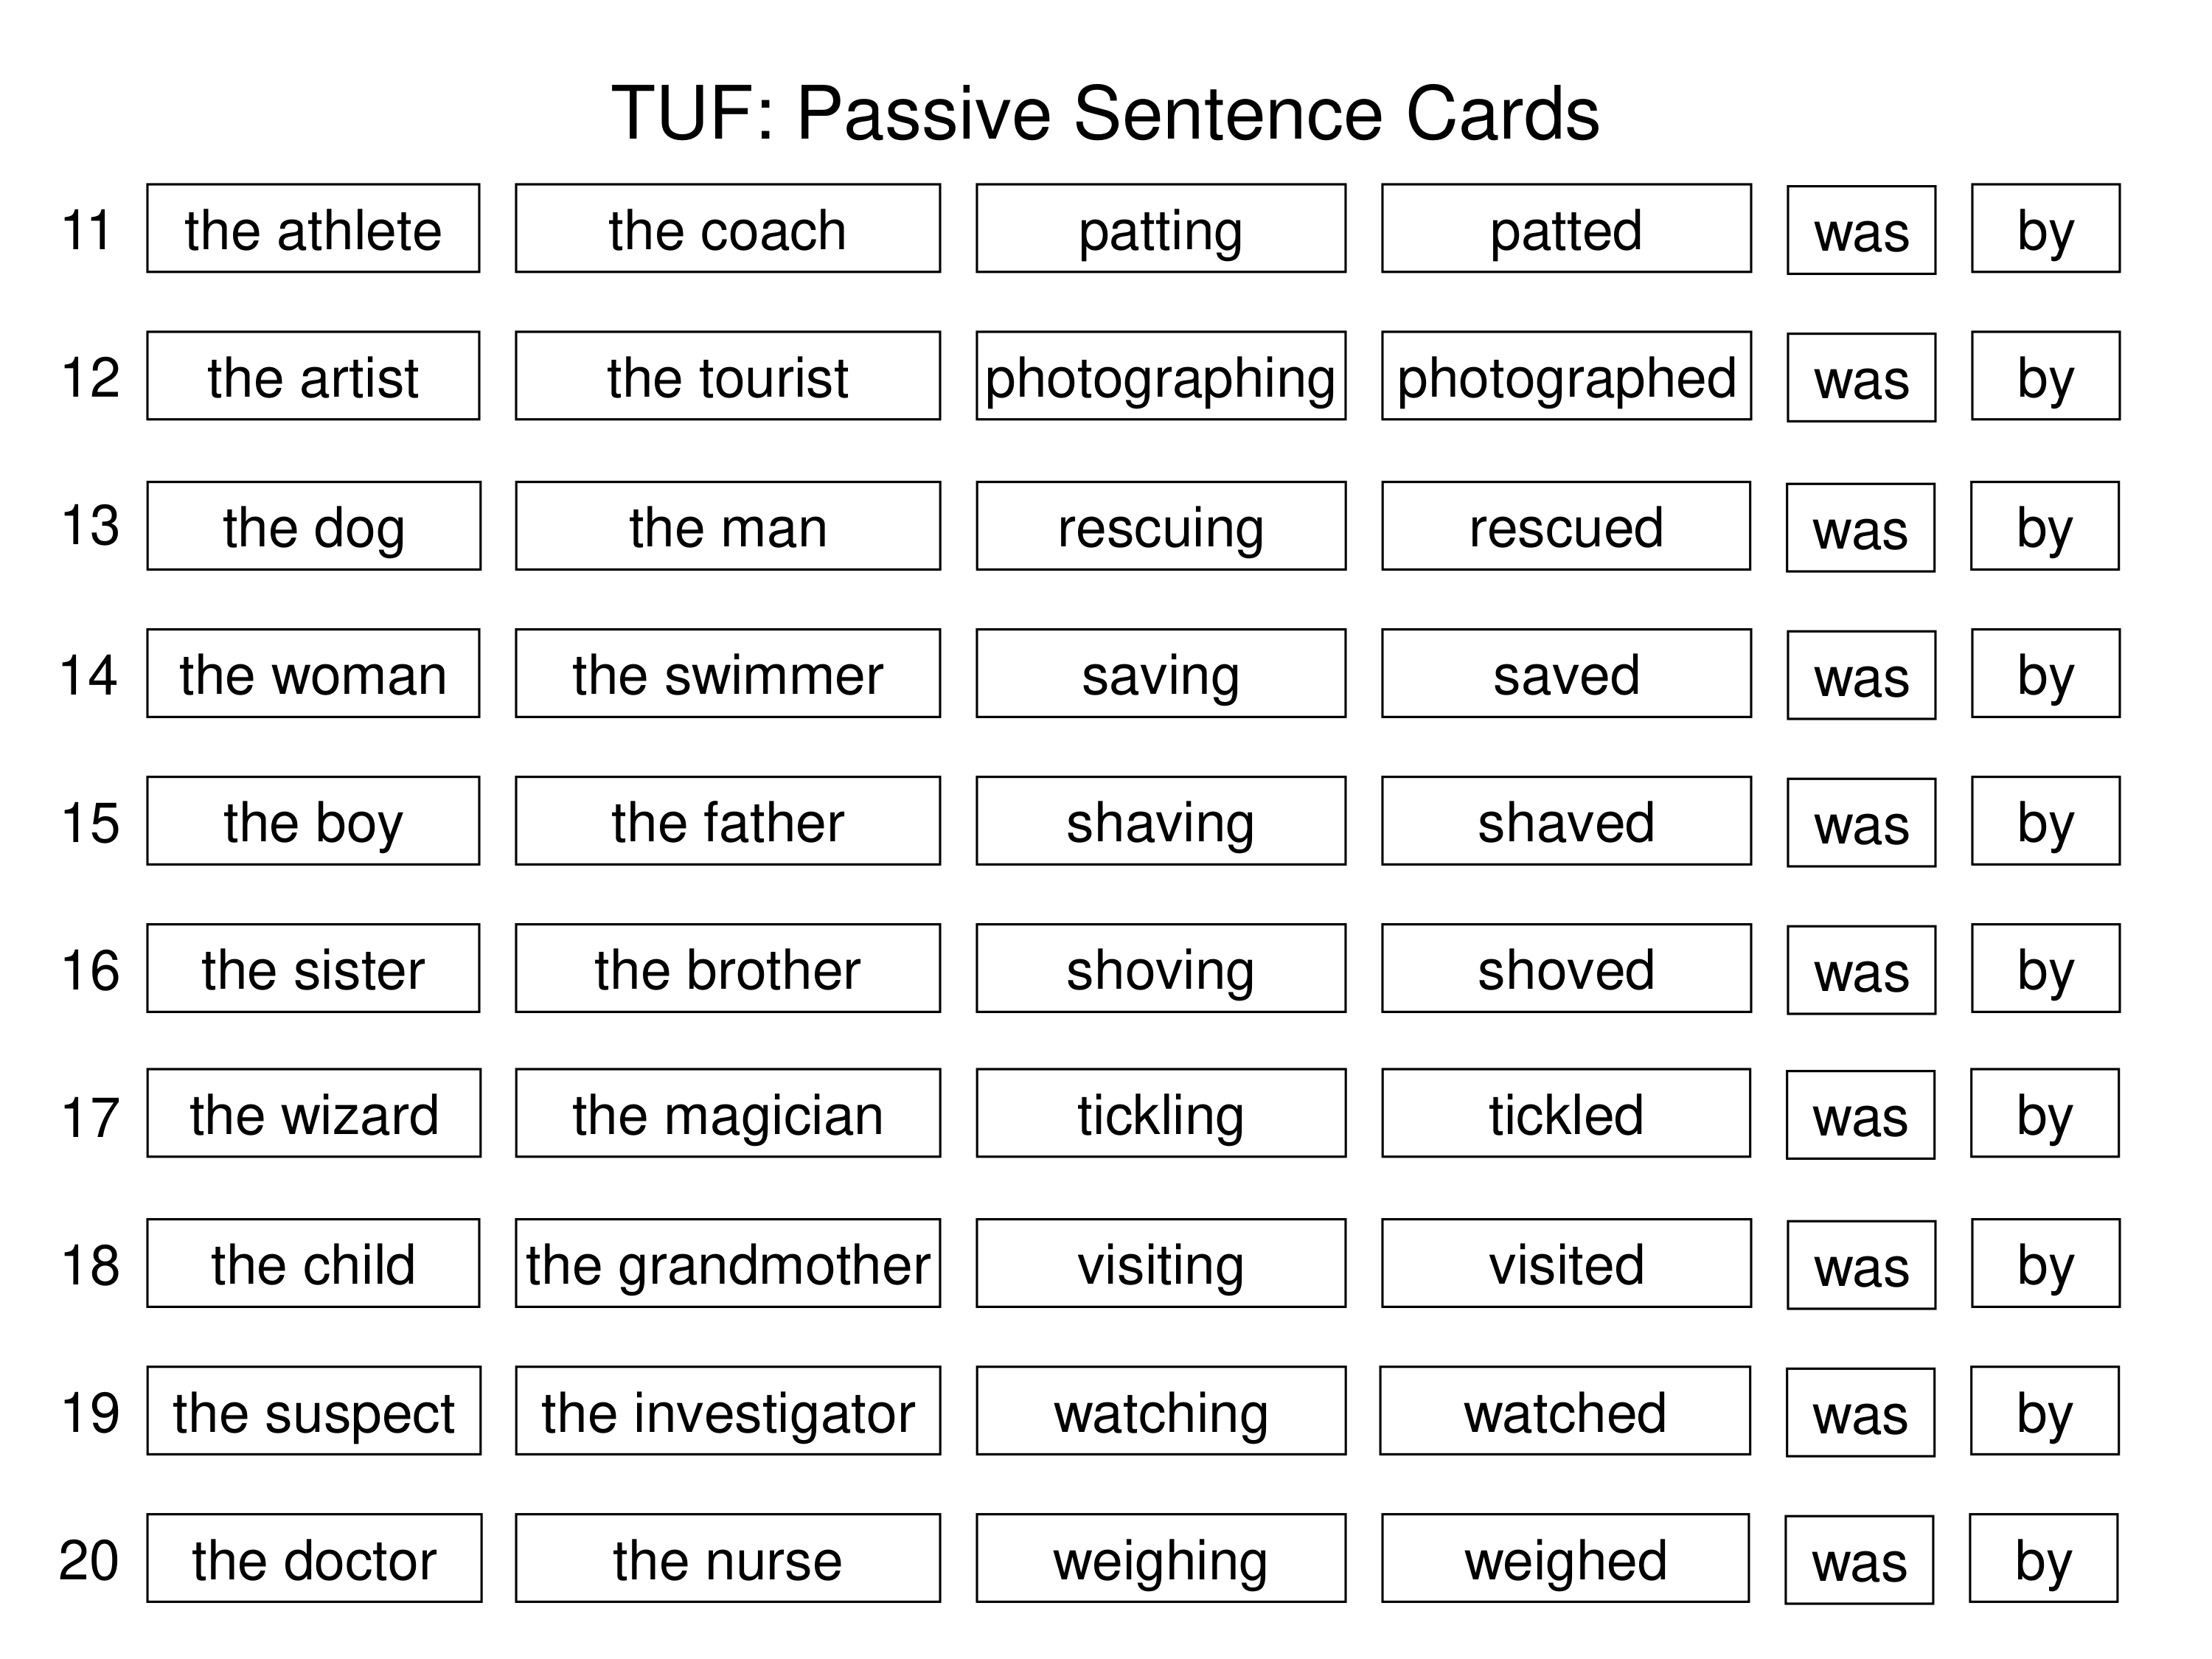 TUF: Passive Sentence Cards
11 the athlete the coach patting patted was by
12 the artist the tourist photographing photographed was by
13 the dog the man rescuing rescued was by
14 the woman the swimmer saving saved was by
15 the boy the father shaving shaved was by
16 the sister the brother shoving shoved was by
17 the wizard the magician tickling tickled was by
18 the child the grandmother visiting visited was by
19 the suspect the investigator watching watched was by
20 the doctor the nurse weighing weighed was by